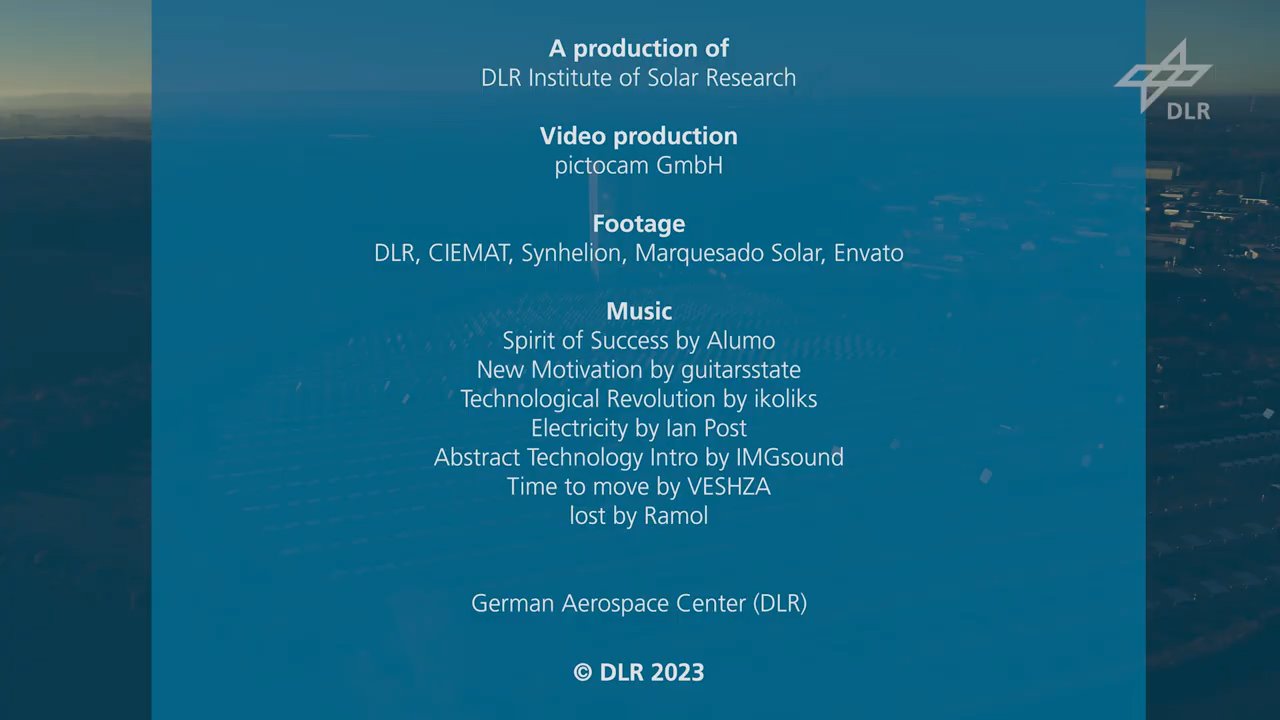 A production of
DLR Institute of Solar Research
Video production
pictocam GmbH
Footage
DLR, CIEMAT, Synhelion, Marquesado Solar, Envato
Music
Spirit of Success by Alumo
New Motivation by guitarsstate
Technological Revolution by ikoliks
Electricity by Ian Post
Abstract Technology Intro by IMGsound
Time to move by VESHZA
lost by Ramol
German Aerospace Center (DLR)
© DLR 2023
DLR